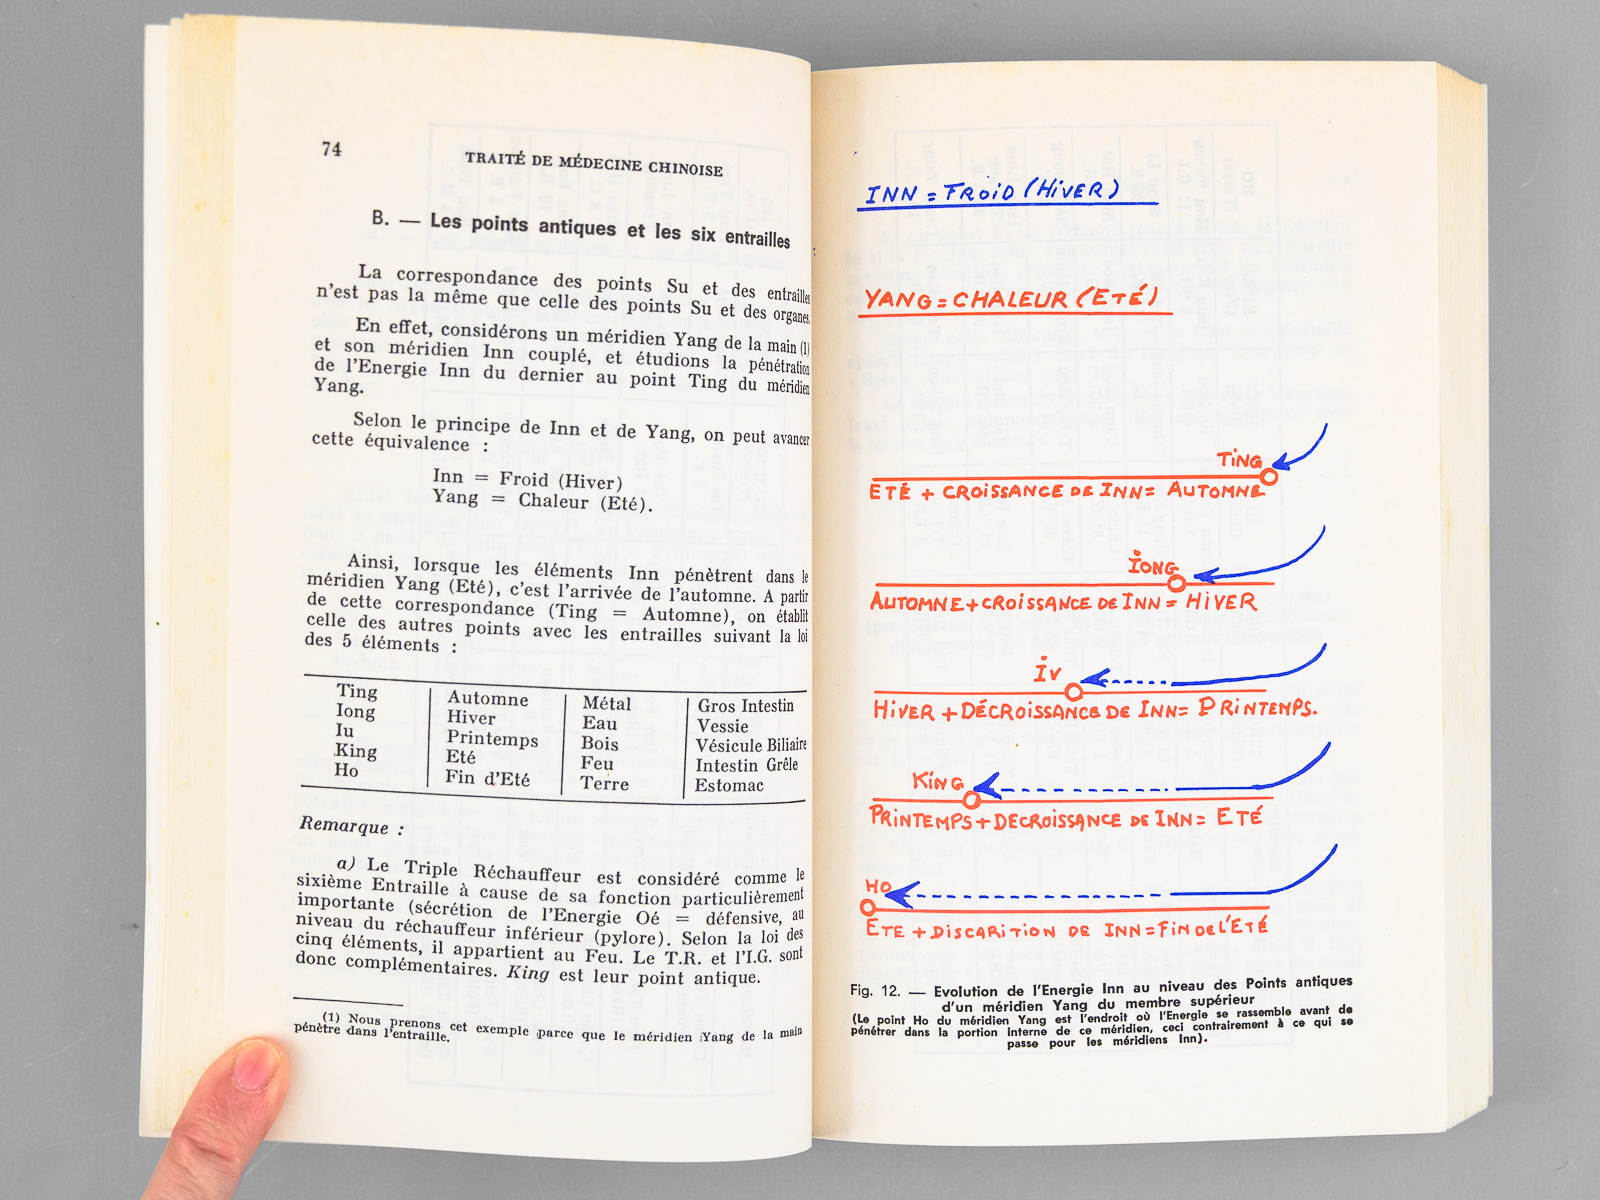 74
TRAITÉ DE MÉDECINE CHINOISE
B. — Les points antiques et les six entrailles
La correspondance des points Su et des entrailles
n'est pas la même que celle des points Su et des organes.
En effet, considérons un méridien Yang de la main (1)
et son méridien Inn couplé, et étudions la pénétration
de l'Energie Inn du dernier au point Ting du méridien
Yang.
Selon le principe de Inn et de Yang, on peut avancer
cette équivalence :
Inn = Froid (Hiver)
Yang = Chaleur (Eté).
Ainsi, lorsque les éléments Inn pénètrent dans le
méridien Yang (Eté), c'est l'arrivée de l'automne. A partir
de cette correspondance (Ting = Automne), on établit
celle des autres points avec les entrailles suivant la loi
des 5 éléments :
Ting Automne Métal Gros Intestin
Iong Hiver Eau Vessie
Iu Printemps Bois Vésicule Biliaire
King Eté Feu Intestin Grêle
Ho Fin d'Eté Terre Estomac
Remarque :
a) Le Triple Réchauffeur est considéré comme le
sixième Entraille à cause de sa fonction particulièrement
importante (sécrétion de l'Energie Oé = défensive, au
niveau du réchauffeur inférieur (pylore). Selon la loi des
cinq éléments, il appartient au Feu. Le T.R. et l'I.G. sont
donc complémentaires. King est leur point antique.
(1) Nous prenons cet exemple parce que le méridien Yang de la main
pénètre dans l'entraille.
INN = FROID (HIVER)
YANG = CHALEUR (ETÉ)
TING
ETÉ + CROISSANCE DE INN = AUTOMNE
IONG
AUTOMNE + CROISSANCE DE INN = HIVER
IV
HIVER + DÉCROISSANCE DE INN = PRINTEMPS.
KING
PRINTEMPS + DECROISSANCE DE INN = ETÉ
HO
ETE + DISCARITION DE INN = FIN DE L'ETÉ
Fig. 12. — Evolution de l'Energie Inn au niveau des Points antiques
d'un méridien Yang du membre supérieur
(Le point Ho du méridien Yang est l'endroit où l'Energie se rassemble avant de
pénétrer dans la portion interne de ce méridien, ceci contrairement à ce qui se
passe pour les méridiens Inn).